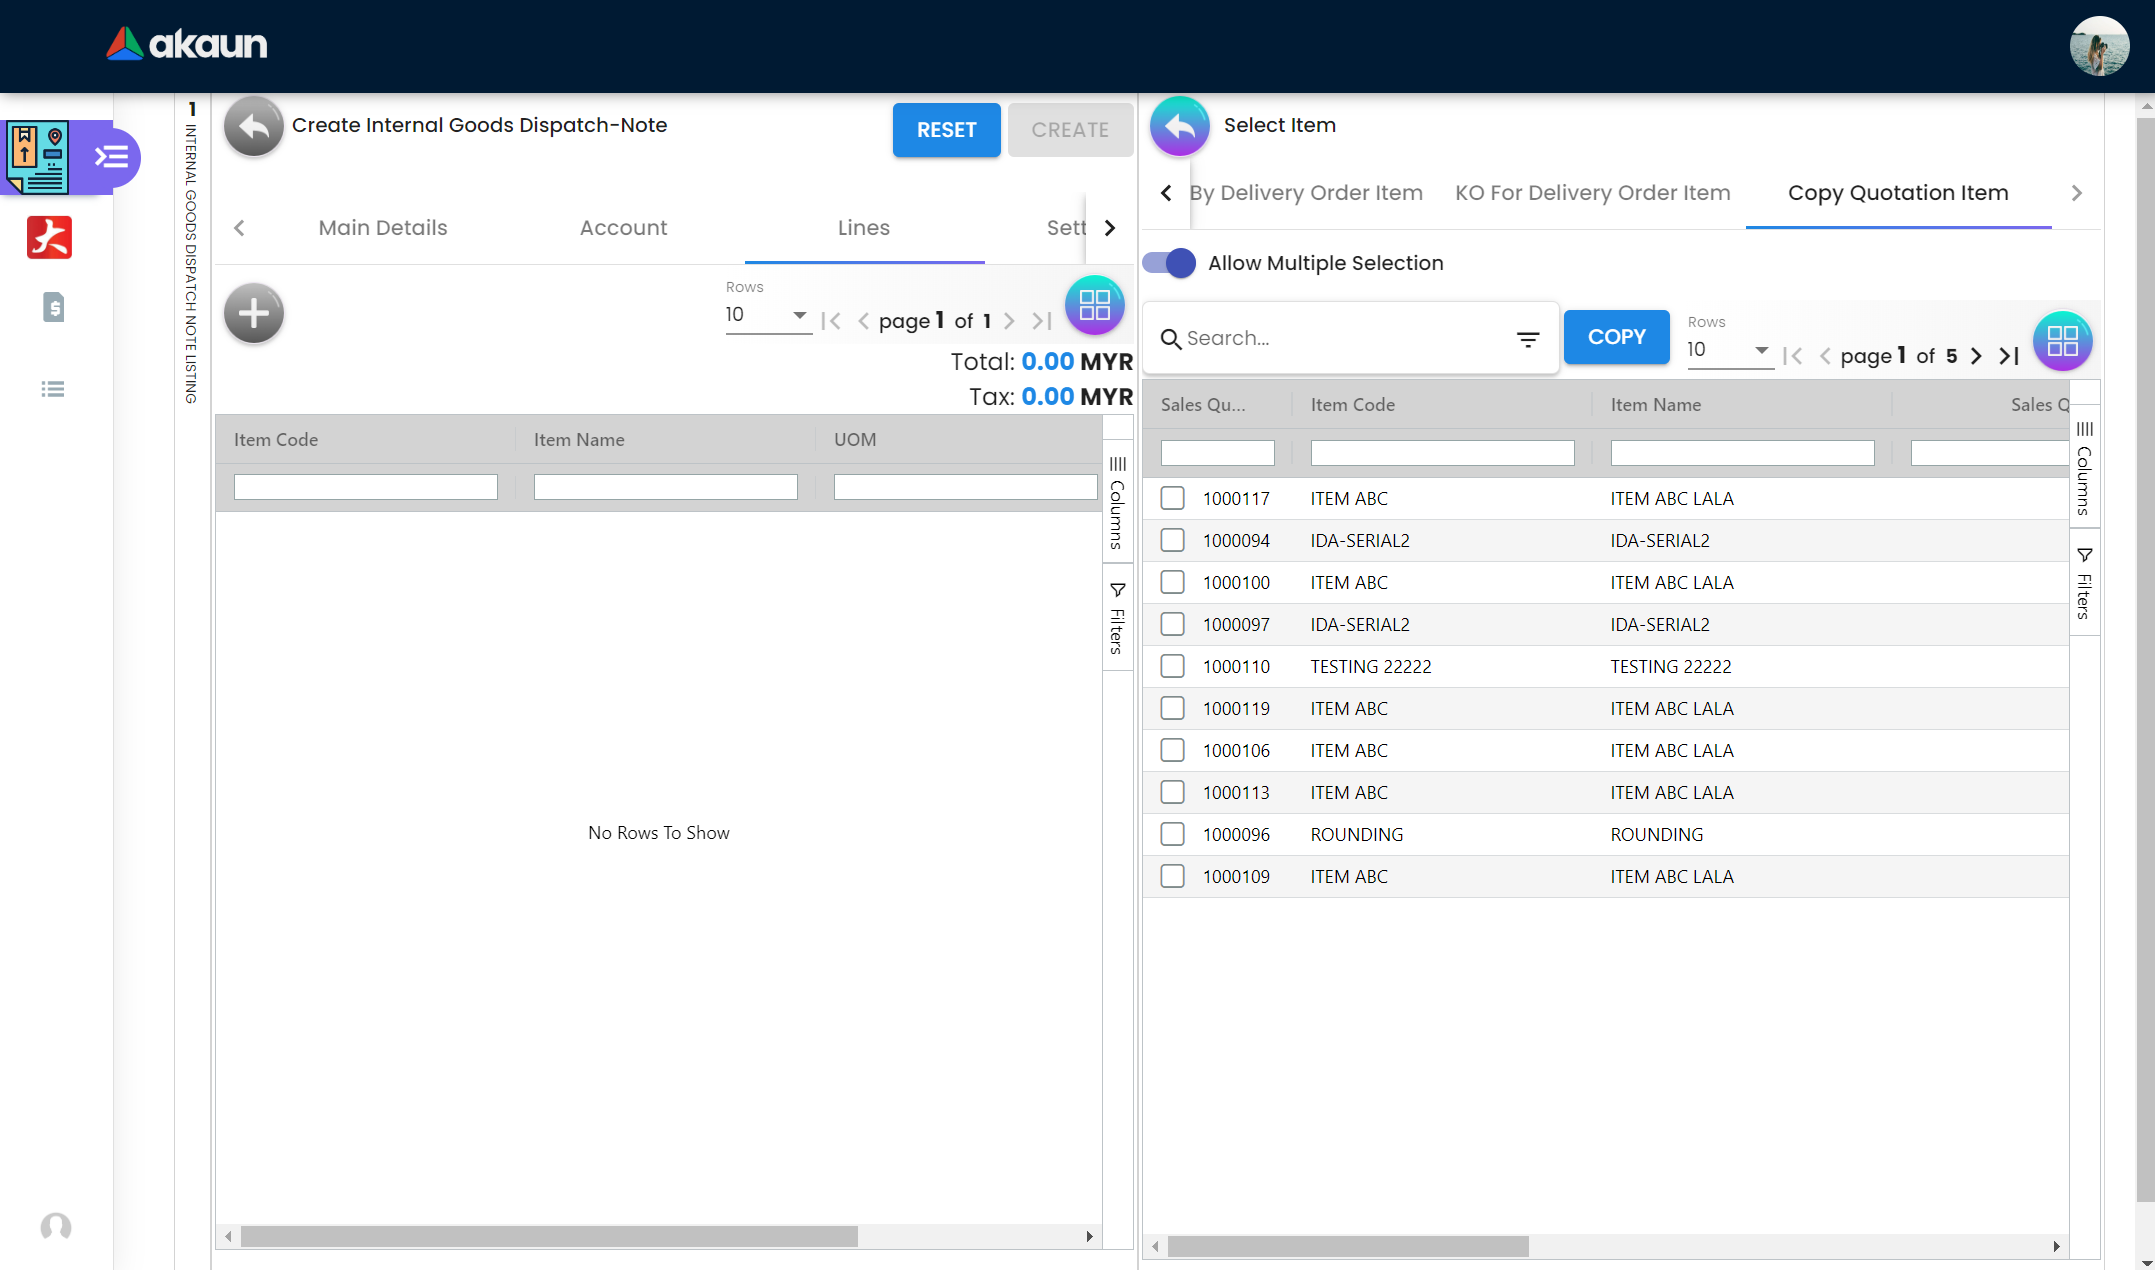 akaun
1 INTERNAL GOODS DISPATCH NOTE LISTING
Create Internal Goods Dispatch-Note
RESET
CREATE
Main Details
Account
Lines
Sett
Rows
10
page 1 of 1
Total: 0.00 MYR
Tax: 0.00 MYR
Item Code
Item Name
UOM
Columns
Filters
No Rows To Show
Select Item
By Delivery Order Item
KO For Delivery Order Item
Copy Quotation Item
Allow Multiple Selection
Search...
COPY
Rows
10
page 1 of 5
Sales Qu...
Item Code
Item Name
Sales Q
1000117 ITEM ABC ITEM ABC LALA
1000094 IDA-SERIAL2 IDA-SERIAL2
1000100 ITEM ABC ITEM ABC LALA
1000097 IDA-SERIAL2 IDA-SERIAL2
1000110 TESTING 22222 TESTING 22222
1000119 ITEM ABC ITEM ABC LALA
1000106 ITEM ABC ITEM ABC LALA
1000113 ITEM ABC ITEM ABC LALA
1000096 ROUNDING ROUNDING
1000109 ITEM ABC ITEM ABC LALA
Columns
Filters